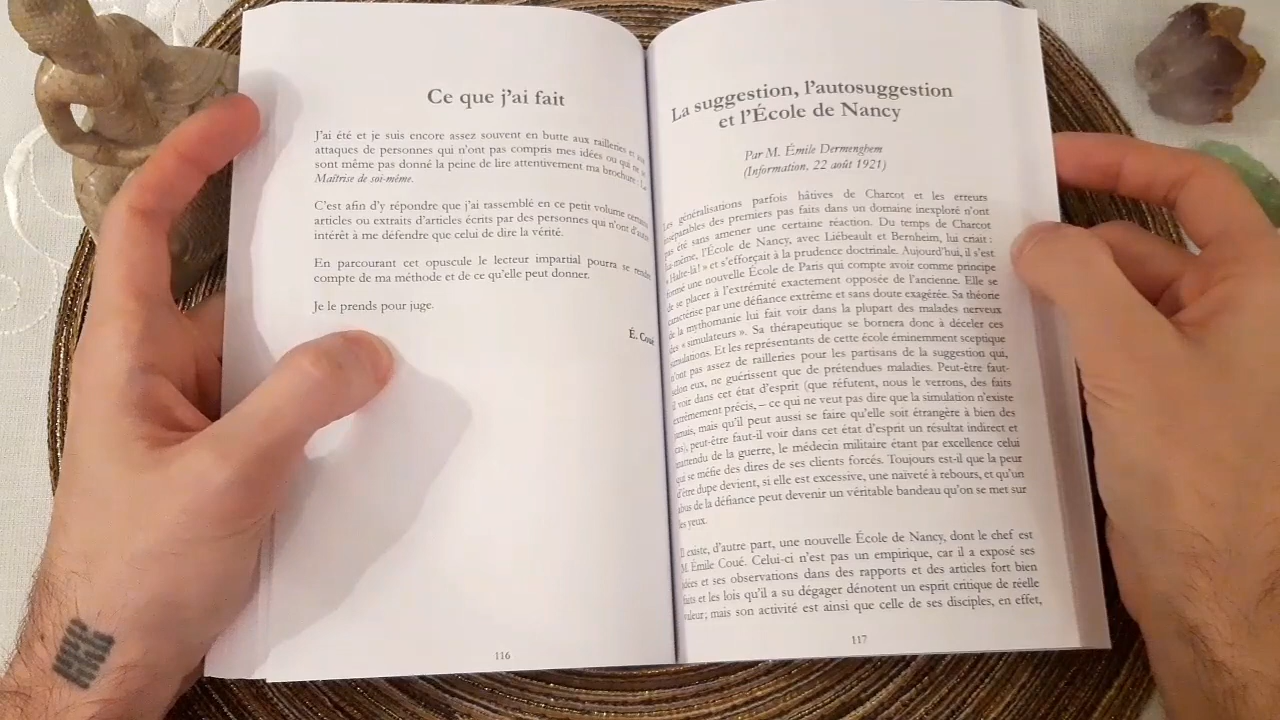 Ce que j'ai fait
J'ai été et je suis encore assez souvent en butte aux railleries et aux
attaques de personnes qui n'ont pas compris mes idées ou qui ne se
sont même pas donné la peine de lire attentivement ma brochure : La
Maîtrise de soi-même.
C'est afin d'y répondre que j'ai rassemblé en ce petit volume certains
articles ou extraits d'articles écrits par des personnes qui n'ont d'autre
intérêt à me défendre que celui de dire la vérité.
En parcourant cet opuscule le lecteur impartial pourra se rendre
compte de ma méthode et de ce qu'elle peut donner.
Je le prends pour juge.
É. Coué
116
La suggestion, l'autosuggestion
et l'École de Nancy
Par M. Émile Dermenghem
(Information, 22 août 1921)
Les généralisations parfois hâtives de Charcot et les erreurs
inséparables des premiers pas faits dans un domaine inexploré n'ont
pas été sans amener une certaine réaction. Du temps de Charcot
lui-même, l'École de Nancy, avec Liébeault et Bernheim, lui criait :
« Halte-là! » et s'efforçait à la prudence doctrinale. Aujourd'hui, il s'est
formé une nouvelle École de Paris qui compte avoir comme principe
de se placer à l'extrémité exactement opposée de l'ancienne. Elle se
caractérise par une défiance extrême et sans doute exagérée. Sa théorie
de la mythomanie lui fait voir dans la plupart des malades nerveux
des « simulateurs ». Sa thérapeutique se bornera donc à déceler ces
simulations. Et les représentants de cette école éminemment sceptique
n'ont pas assez de railleries pour les partisans de la suggestion qui,
selon eux, ne guérissent que de prétendues maladies. Peut-être faut-
il voir dans cet état d'esprit (que réfutent, nous le verrons, des faits
extrêmement précis, – ce qui ne veut pas dire que la simulation n'existe
jamais, mais qu'il peut aussi se faire qu'elle soit étrangère à bien des
cas), peut-être faut-il voir dans cet état d'esprit un résultat indirect et
inattendu de la guerre, le médecin militaire étant par excellence celui
qui se méfie des dires de ses clients forcés. Toujours est-il que la peur
d'être dupe devient, si elle est excessive, une naïveté à rebours, et qu'un
abus de la défiance peut devenir un véritable bandeau qu'on se met sur
les yeux.
Il existe, d'autre part, une nouvelle École de Nancy, dont le chef est
M. Émile Coué. Celui-ci n'est pas un empirique, car il a exposé ses
idées et ses observations dans des rapports et des articles fort bien
faits et les lois qu'il a su dégager dénotent un esprit critique de réelle
valeur; mais son activité est ainsi que celle de ses disciples, en effet,
117